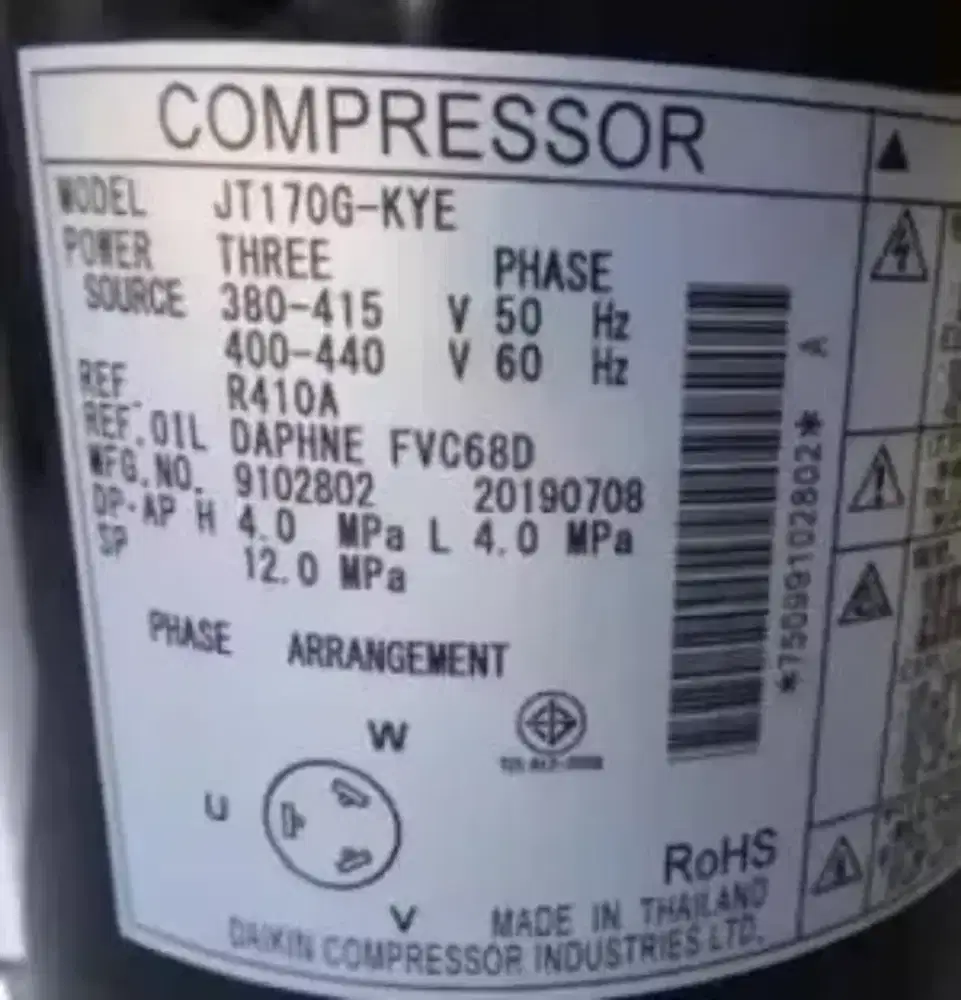 COMPRESSOR
MODEL JT170G-KYE
POWER THREE PHASE
SOURCE 380-415 V 50 Hz
400-440 V 60 Hz
REF. R410A
REF.OIL DAPHNE FVC68D
MFG.NO. 9102802 20190708
DP-AP H 4.0 MPa L 4.0 MPa
SP 12.0 MPa
*7509910280​2* A
PHASE ARRANGEMENT
W
U
V
RoHS
MADE IN THAILAND
DAIKIN COMPRESSOR INDUSTRIES LTD.